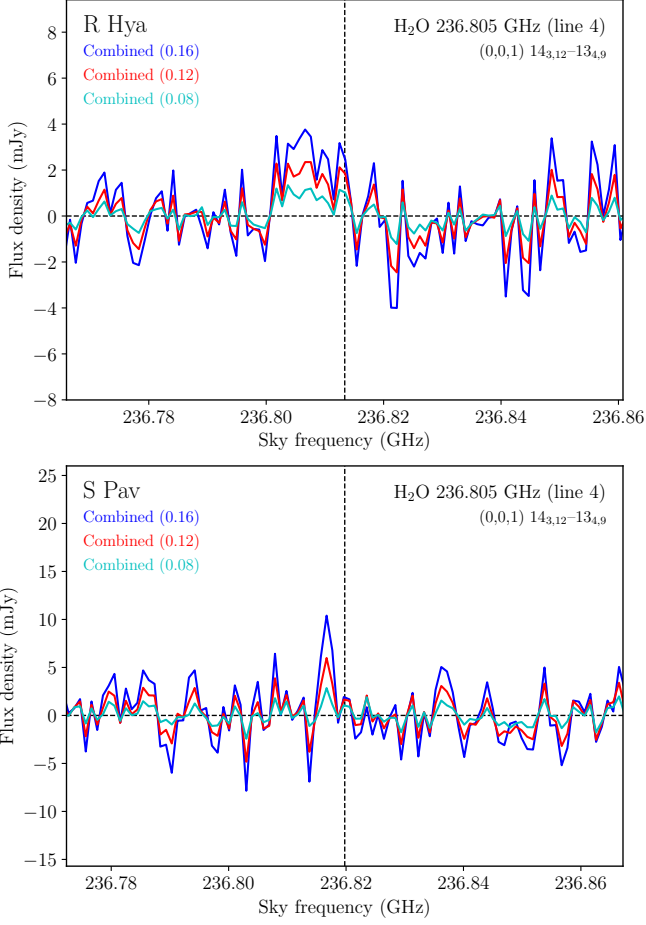 R Hya
H₂O 236.805 GHz (line 4)
Combined (0.16)
(0,0,1) 14₃,₁₂–13₄,₉
Combined (0.12)
Combined (0.08)
Flux density (mJy)
8
6
4
2
0
−2
−4
−6
−8
236.78
236.80
236.82
236.84
236.86
Sky frequency (GHz)
S Pav
H₂O 236.805 GHz (line 4)
Combined (0.16)
(0,0,1) 14₃,₁₂–13₄,₉
Combined (0.12)
Combined (0.08)
Flux density (mJy)
25
20
15
10
5
0
−5
−10
−15
236.78
236.80
236.82
236.84
236.86
Sky frequency (GHz)